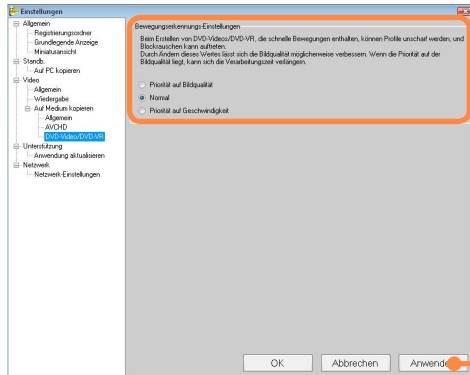 Einstellungen
Allgemein
Registrierungsordner
Grundlegende Anzeige
Miniaturansicht
Standb.
Auf PC kopieren
Video
Allgemein
Wiedergabe
Auf Medium kopieren
Allgemein
AVCHD
DVD-Video/DVD-VR
Unterstützung
Anwendung aktualisieren
Netzwerk
Netzwerk-Einstellungen
Bewegungserkennungs-Einstellungen
Beim Erstellen von DVD-Videos/DVD-VR, die schnelle Bewegungen enthalten, können Profile unscharf werden, und
Blockrauschen kann auftreten.
Durch Ändern dieses Wertes lässt sich die Bildqualität möglicherweise verbessern. Wenn die Priorität auf der
Bildqualität liegt, kann sich die Verarbeitungszeit verlängern.
Priorität auf Bildqualität
Normal
Priorität auf Geschwindigkeit
OK
Abbrechen
Anwende